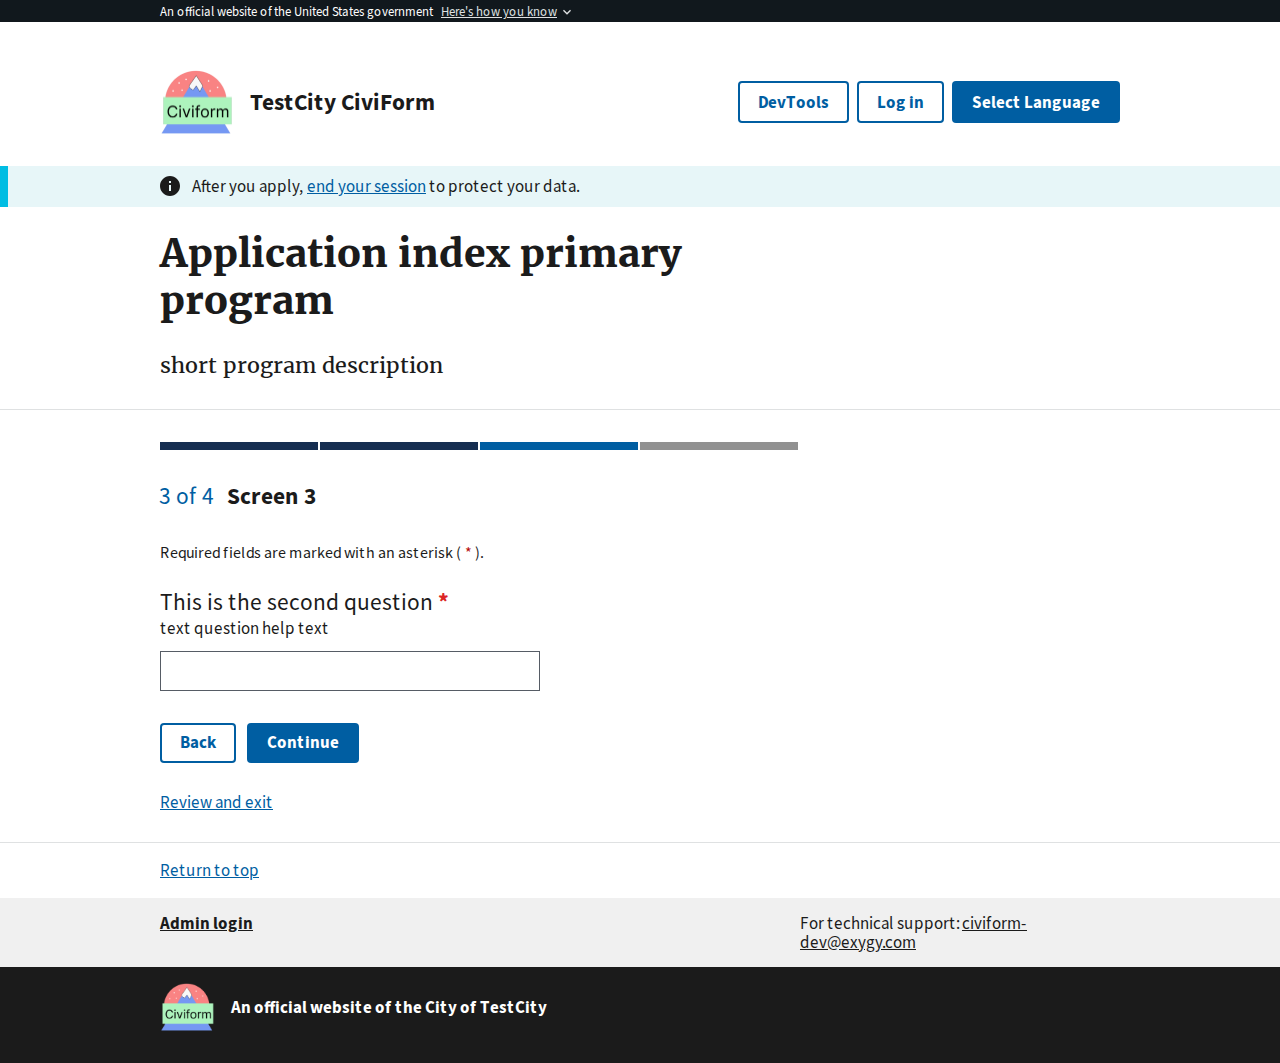 An official website of the United States government Here's how you know
Civiform
TestCity CiviForm
DevTools
Log in
Select Language
After you apply, end your session to protect your data.
Application index primary
program
short program description
3 of 4 Screen 3
Required fields are marked with an asterisk ( * ).
This is the second question *
text question help text
Back
Continue
Review and exit
Return to top
Admin login
For technical support: civiform-
dev@exygy.com
Civiform
An official website of the City of TestCity